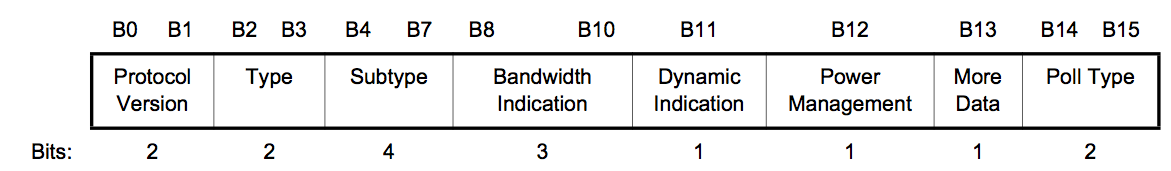 B0 B1 B2 B3 B4 B7 B8 B10 B11 B12 B13 B14 B15
Protocol Type Subtype Bandwidth Dynamic Power More Poll Type
Version Indication Indication Management Data
Bits: 2 2 4 3 1 1 1 2